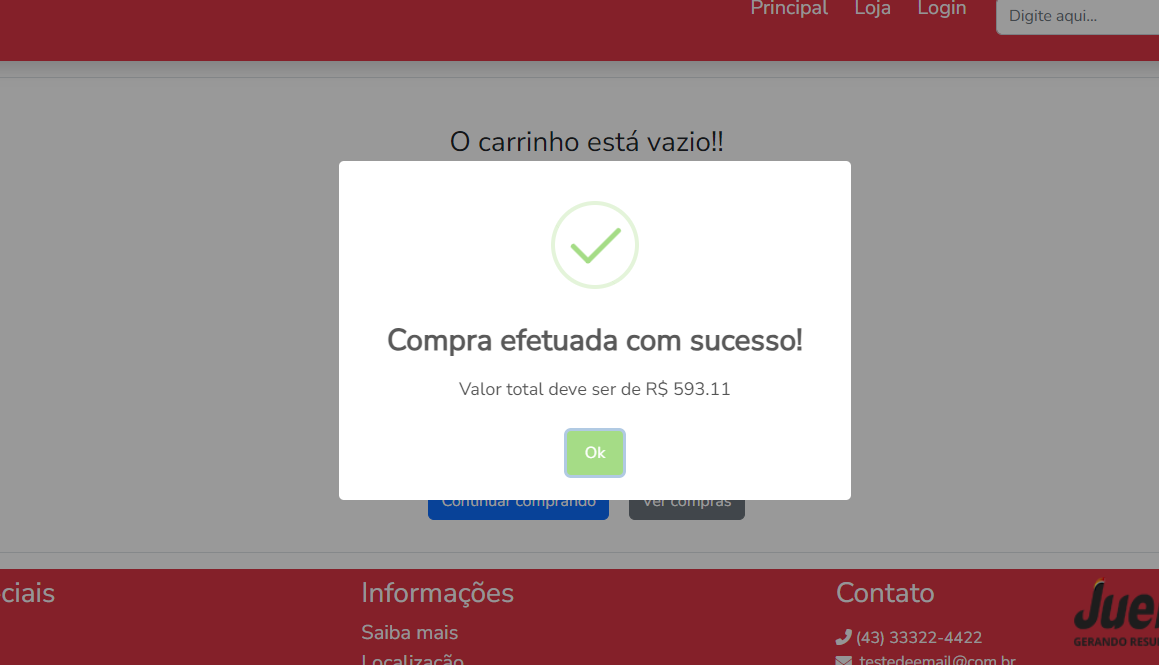 Principal Loja Login Digite aqui...
O carrinho está vazio!!
Compra efetuada com sucesso!
Valor total deve ser de R$ 593.11
Ok
Continuar comprando Ver compras
ciais Informações Contato
Saiba mais
(43) 33322-4422
Localização
testedeemail@com.br
Juer
GERANDO RESU